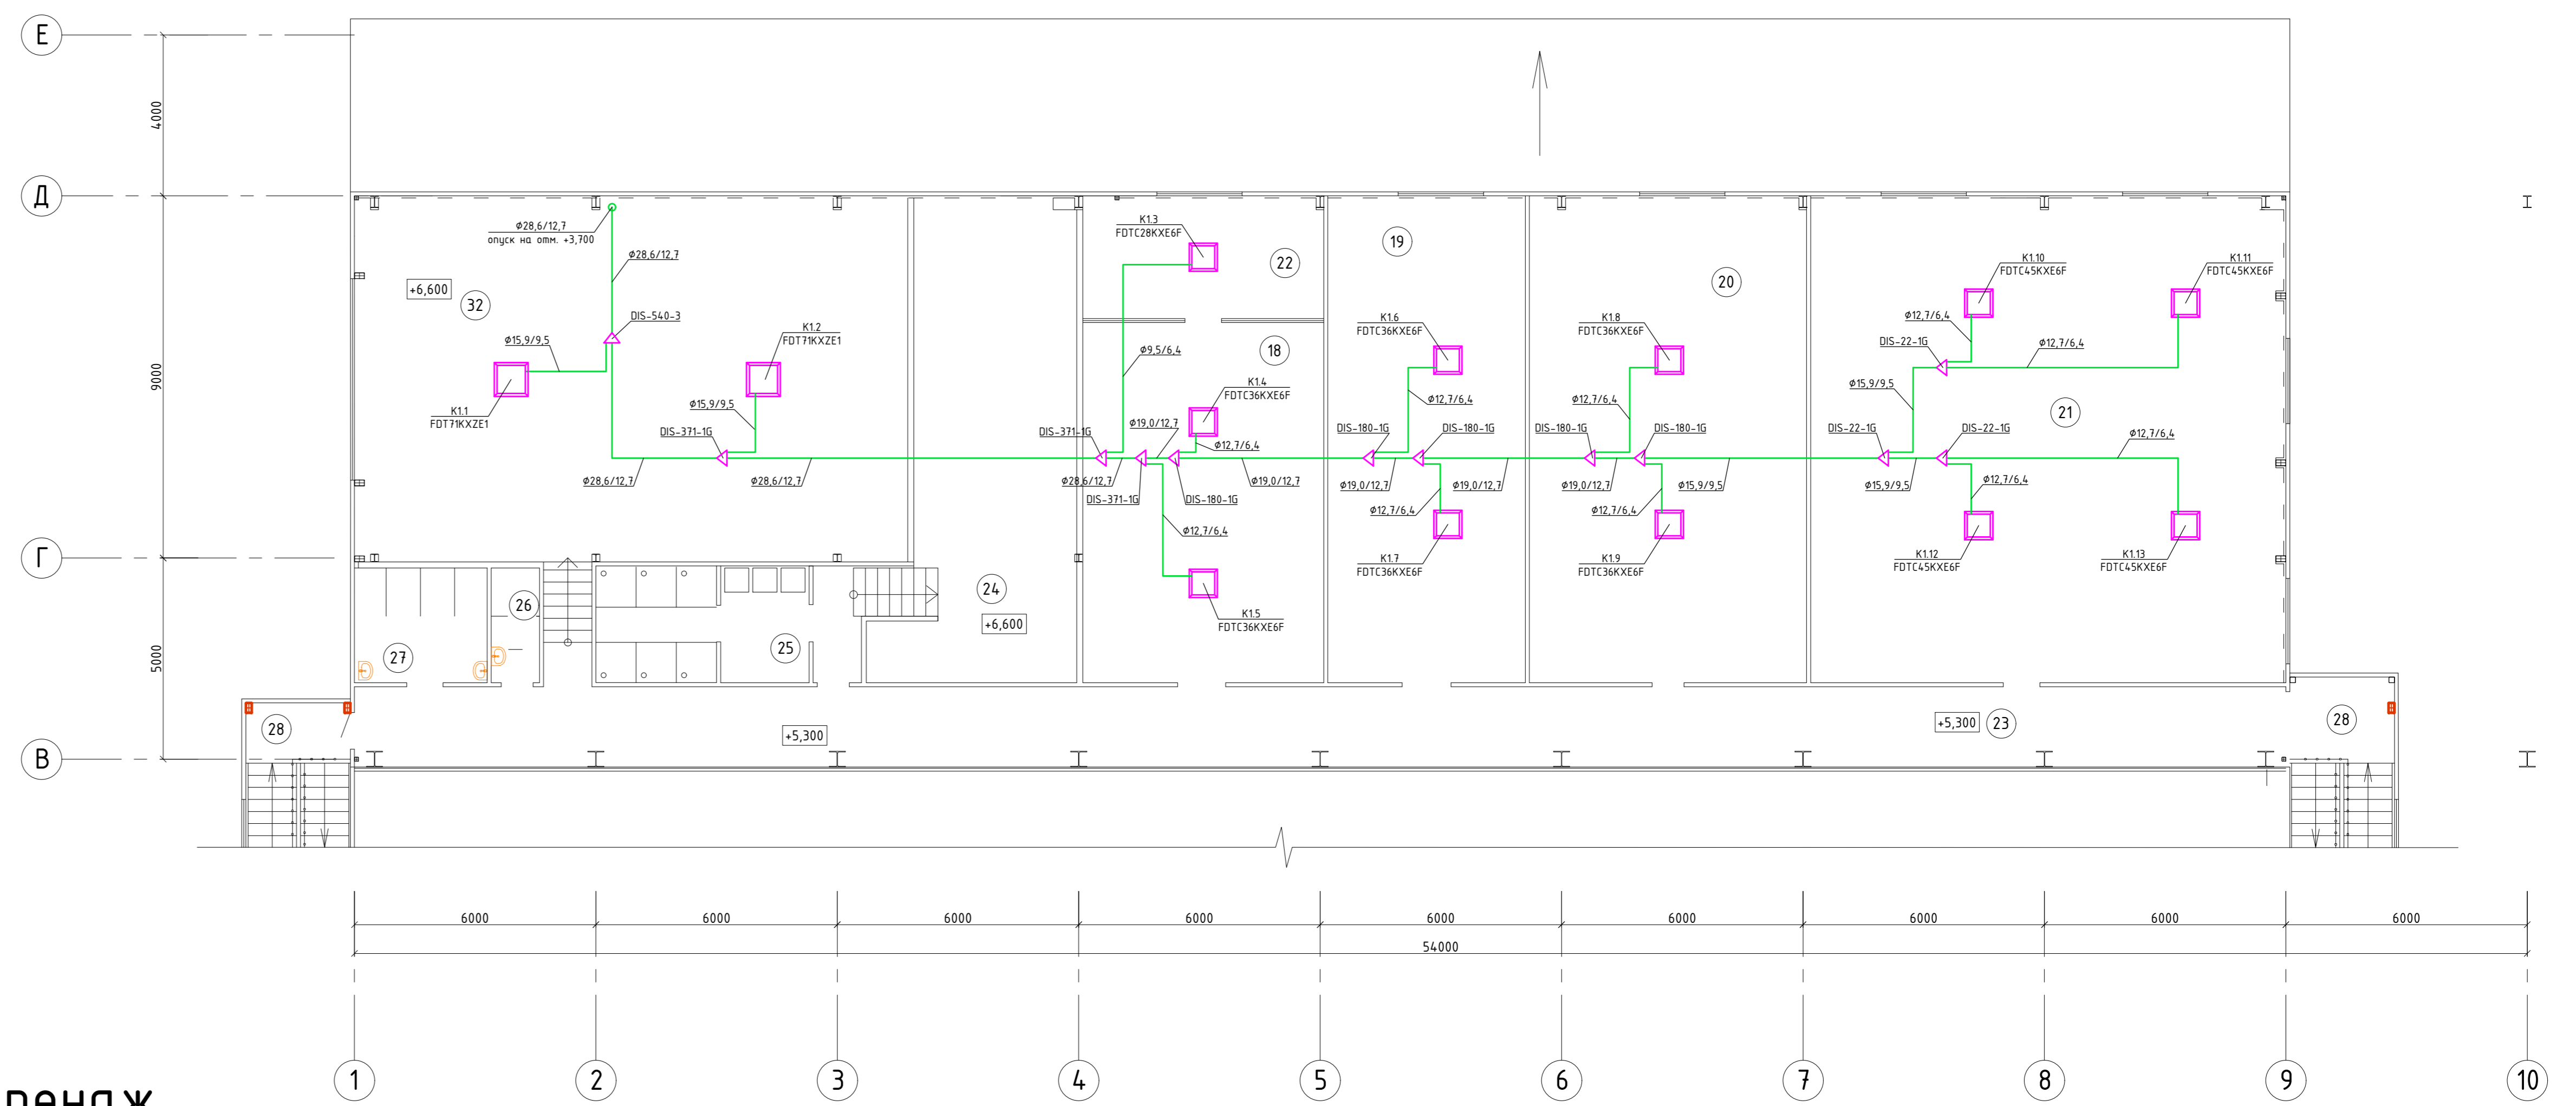 Е
4000
Д
Ø28,6/12,7
опуск на отм. +3,700
Ø28,6/12,7
+6,600
32
DIS-540-3
Ø15,9/9,5
K1.2
FDT71KXZE1
K1.1
FDT71KXZE1
Ø15,9/9,5
DIS-371-1G
Ø28,6/12,7
Ø28,6/12,7
9000
K1.3
FDTC28KXE6F
22
Ø9,5/6,4
18
K1.4
FDTC36KXE6F
DIS-371-1G
Ø19,0/12,7
Ø12,7/6,4
Ø28,6/12,7
DIS-371-1G
DIS-180-1G
Ø19,0/12,7
Ø12,7/6,4
K1.5
FDTC36KXE6F
19
K1.6
FDTC36KXE6F
Ø12,7/6,4
DIS-180-1G
DIS-180-1G
Ø19,0/12,7
Ø19,0/12,7
Ø12,7/6,4
K1.7
FDTC36KXE6F
20
K1.8
FDTC36KXE6F
Ø12,7/6,4
DIS-180-1G
DIS-180-1G
Ø19,0/12,7
Ø15,9/9,5
Ø12,7/6,4
K1.9
FDTC36KXE6F
K1.10
FDTC45KXE6F
K1.11
FDTC45KXE6F
Ø12,7/6,4
DIS-22-1G
Ø12,7/6,4
Ø15,9/9,5
21
DIS-22-1G
DIS-22-1G
Ø12,7/6,4
Ø15,9/9,5
Ø12,7/6,4
K1.12
FDTC45KXE6F
K1.13
FDTC45KXE6F
Г
5000
26
27
25
24
+6,600
28
+5,300
+5,300
23
28
В
6000
6000
6000
6000
6000
6000
6000
6000
6000
54000
1
2
3
4
5
6
7
8
9
10